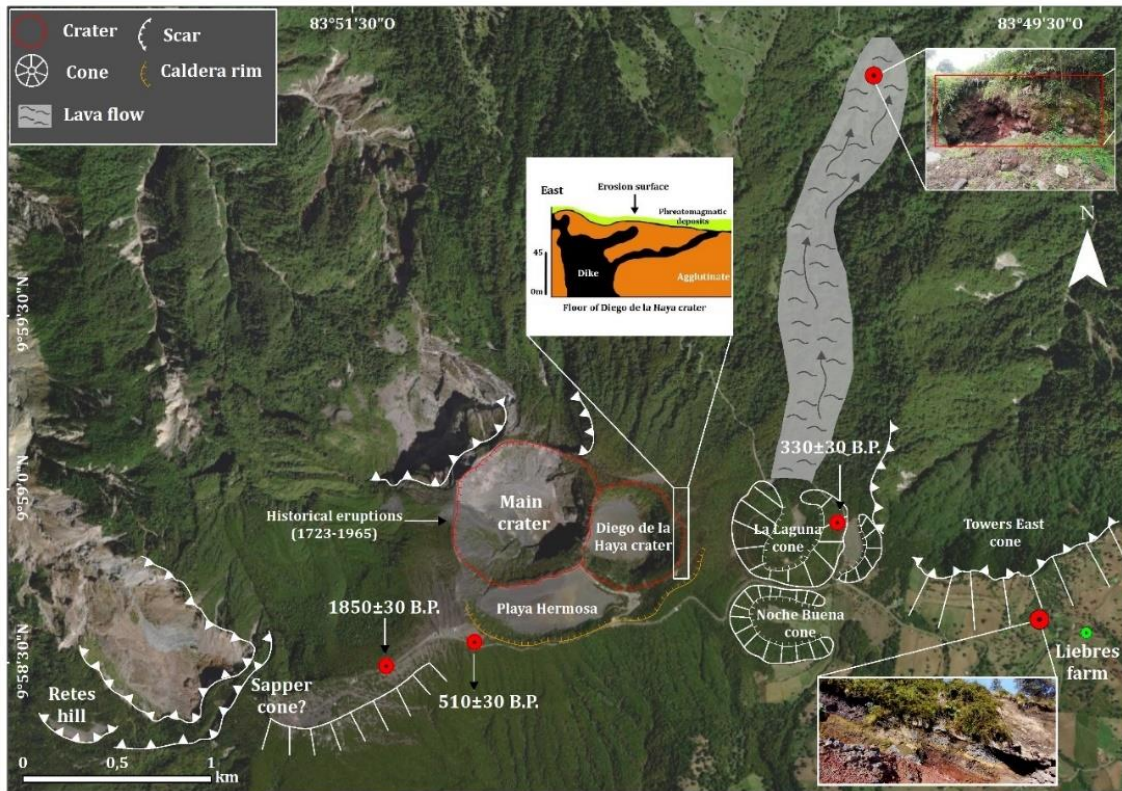 83°51'30"O
83°49'30"O
Crater
Scar
Cone
Caldera rim
Lava flow
East
Erosion surface
Phreatomagmatic
deposits
45
0m
Dike
Agglutinate
Floor of Diego de la Haya crater
N
9°59'30"N
9°59'0"N
9°58'30"N
330±30 B.P.
Main
crater
Historical eruptions
(1723-1965)
Diego de la
Haya crater
La Laguna
cone
Towers East
cone
Playa Hermosa
1850±30 B.P.
Noche Buena
cone
Liebres
farm
Sapper
cone?
510±30 B.P.
Retes
hill
0
0,5
1
km